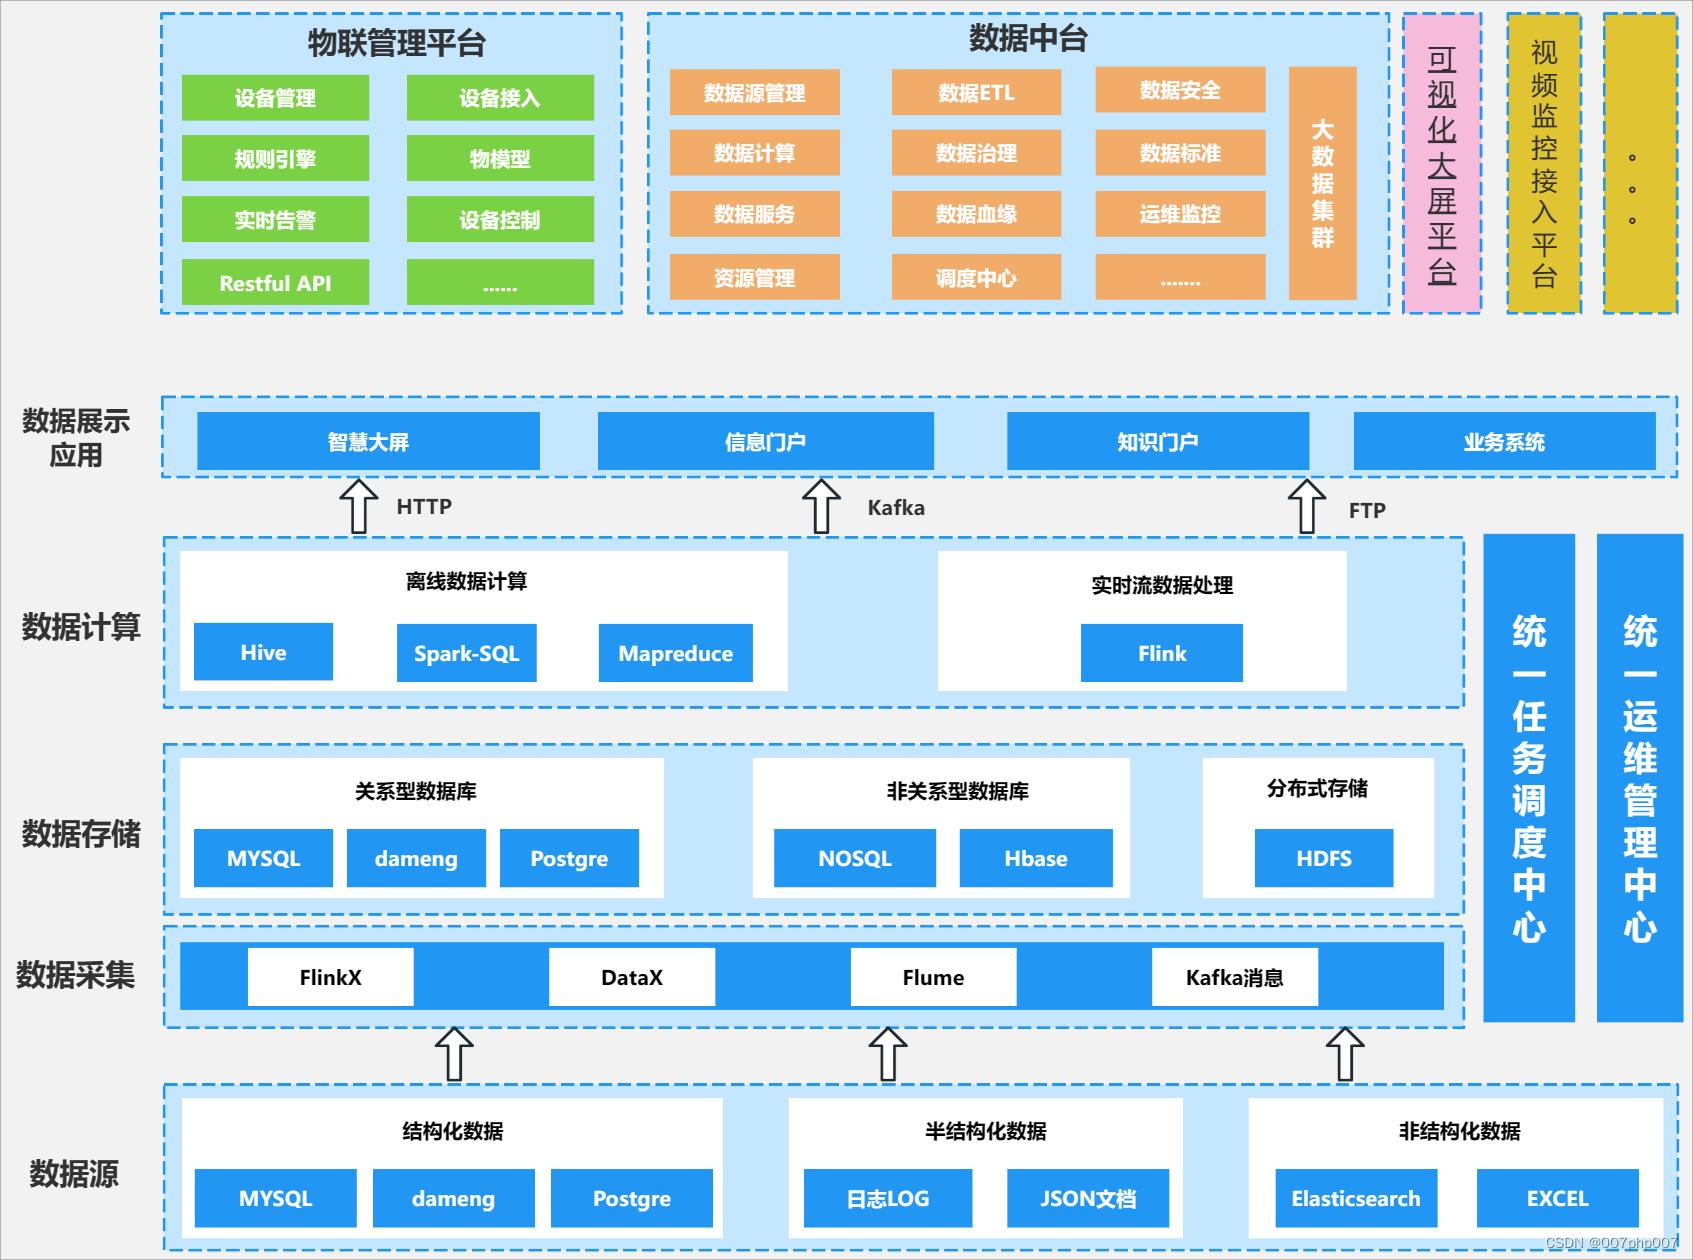 物联管理平台
设备管理
设备接入
规则引擎
物模型
实时告警
设备控制
Restful API
......
数据中台
数据源管理
数据ETL
数据安全
数据计算
数据治理
数据标准
数据服务
数据血缘
运维监控
资源管理
调度中心
.......
大数据集群
可视化大屏平台
视频监控接入平台
。。。
数据展示
应用
智慧大屏
信息门户
知识门户
业务系统
HTTP
Kafka
FTP
数据计算
离线数据计算
Hive
Spark-SQL
Mapreduce
实时流数据处理
Flink
统一任务调度中心
统一运维管理中心
数据存储
关系型数据库
MYSQL
dameng
Postgre
非关系型数据库
NOSQL
Hbase
分布式存储
HDFS
数据采集
FlinkX
DataX
Flume
Kafka消息
数据源
结构化数据
MYSQL
dameng
Postgre
半结构化数据
日志LOG
JSON文档
非结构化数据
Elasticsearch
EXCEL
CSDN @007php007